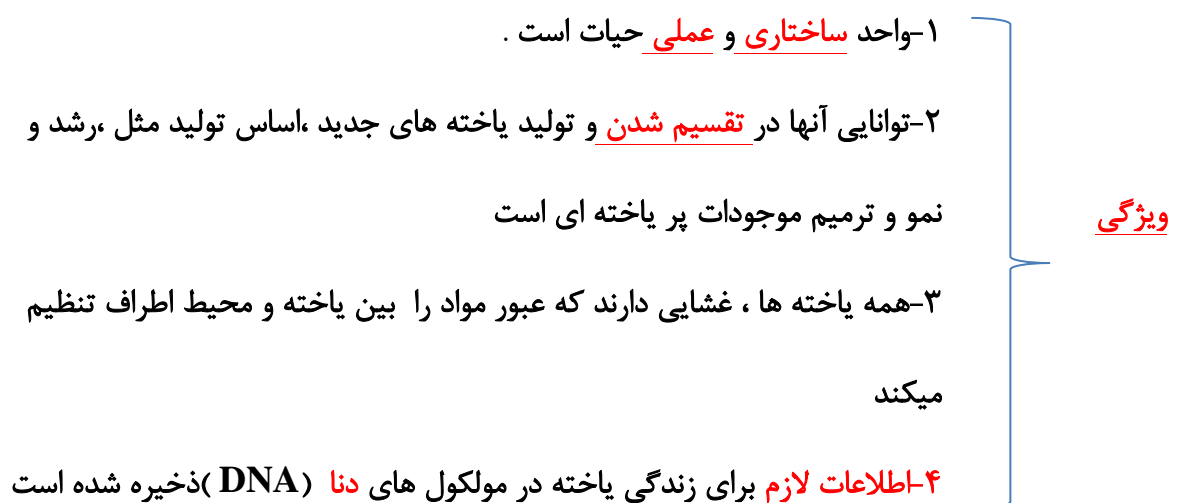 ۱-واحد ساختاری و عملی حیات است .
۲-توانایی آنها در تقسیم شدن و تولید یاخته های جدید ،اساس تولید مثل ،رشد و
نمو و ترمیم موجودات پر یاخته ای است
ویژگی
۳-همه یاخته ها ، غشایی دارند که عبور مواد را بین یاخته و محیط اطراف تنظیم
میکند
۴-اطلاعات لازم برای زندگی یاخته در مولکول های دنا (DNA )ذخیره شده است